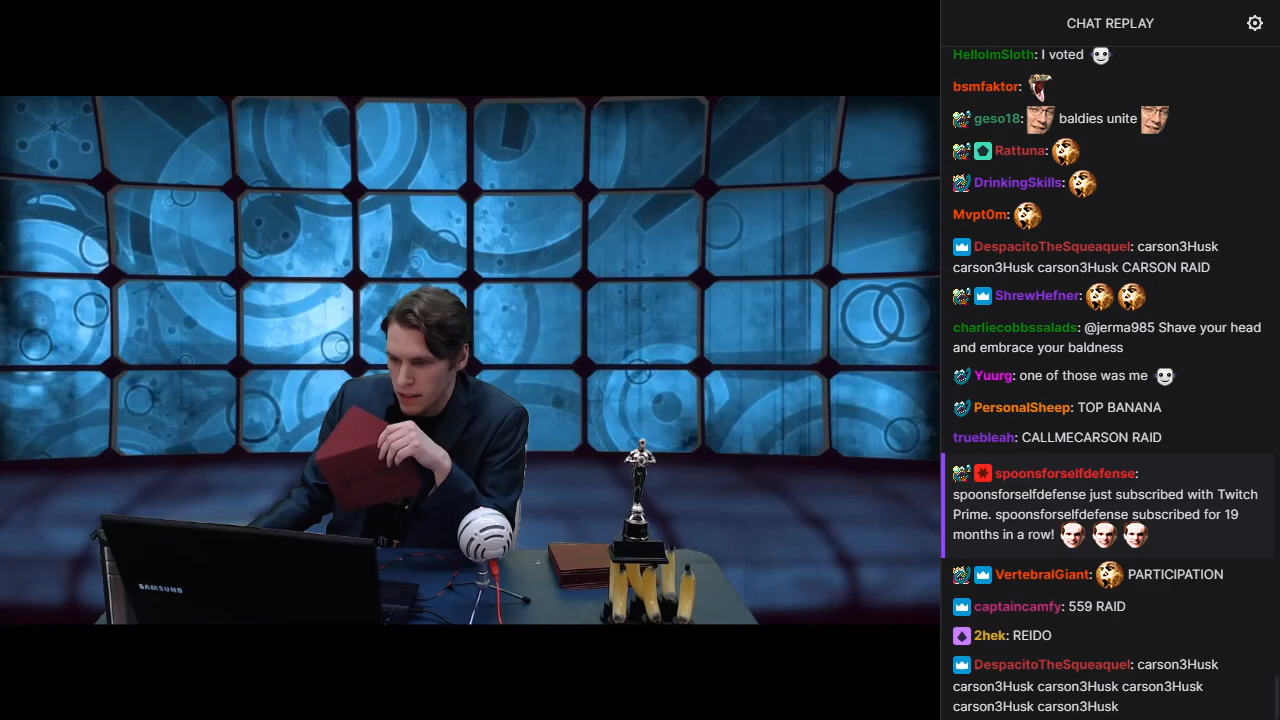 CHAT REPLAY
HelloImSloth: I voted
bsmfaktor:
geso18: baldies unite
Rattuna:
DrinkingSkills:
Mvpt0m:
DespacitoTheSqueaquel: carson3Husk
carson3Husk carson3Husk CARSON RAID
ShrewHefner:
charliecobbssalads: @jerma985 Shave your head
and embrace your baldness
Yuurg: one of those was me
PersonalSheep: TOP BANANA
truebleah: CALLMECARSON RAID
spoonsforselfdefense:
spoonsforselfdefense just subscribed with Twitch
Prime. spoonsforselfdefense subscribed for 19
months in a row!
VertebralGiant: PARTICIPATION
captaincamfy: 559 RAID
2hek: REIDO
DespacitoTheSqueaquel: carson3Husk
carson3Husk carson3Husk carson3Husk
carson3Husk carson3Husk
SAMSUNG